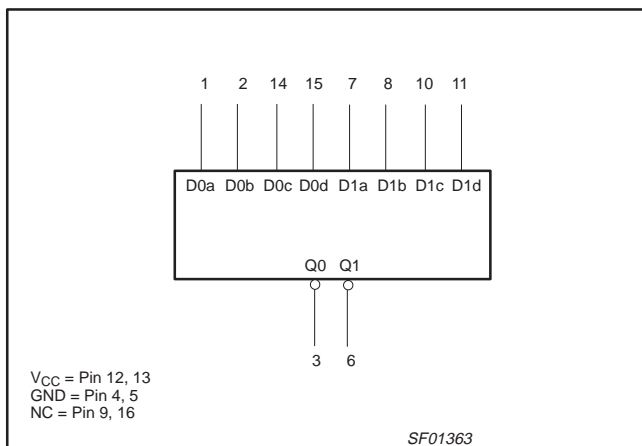 1 2 14 15 7 8 10 11
D0a D0b D0c D0d D1a D1b D1c D1d
Q0 Q1
3 6
VCC = Pin 12, 13
GND = Pin 4, 5
NC = Pin 9, 16
SF01363